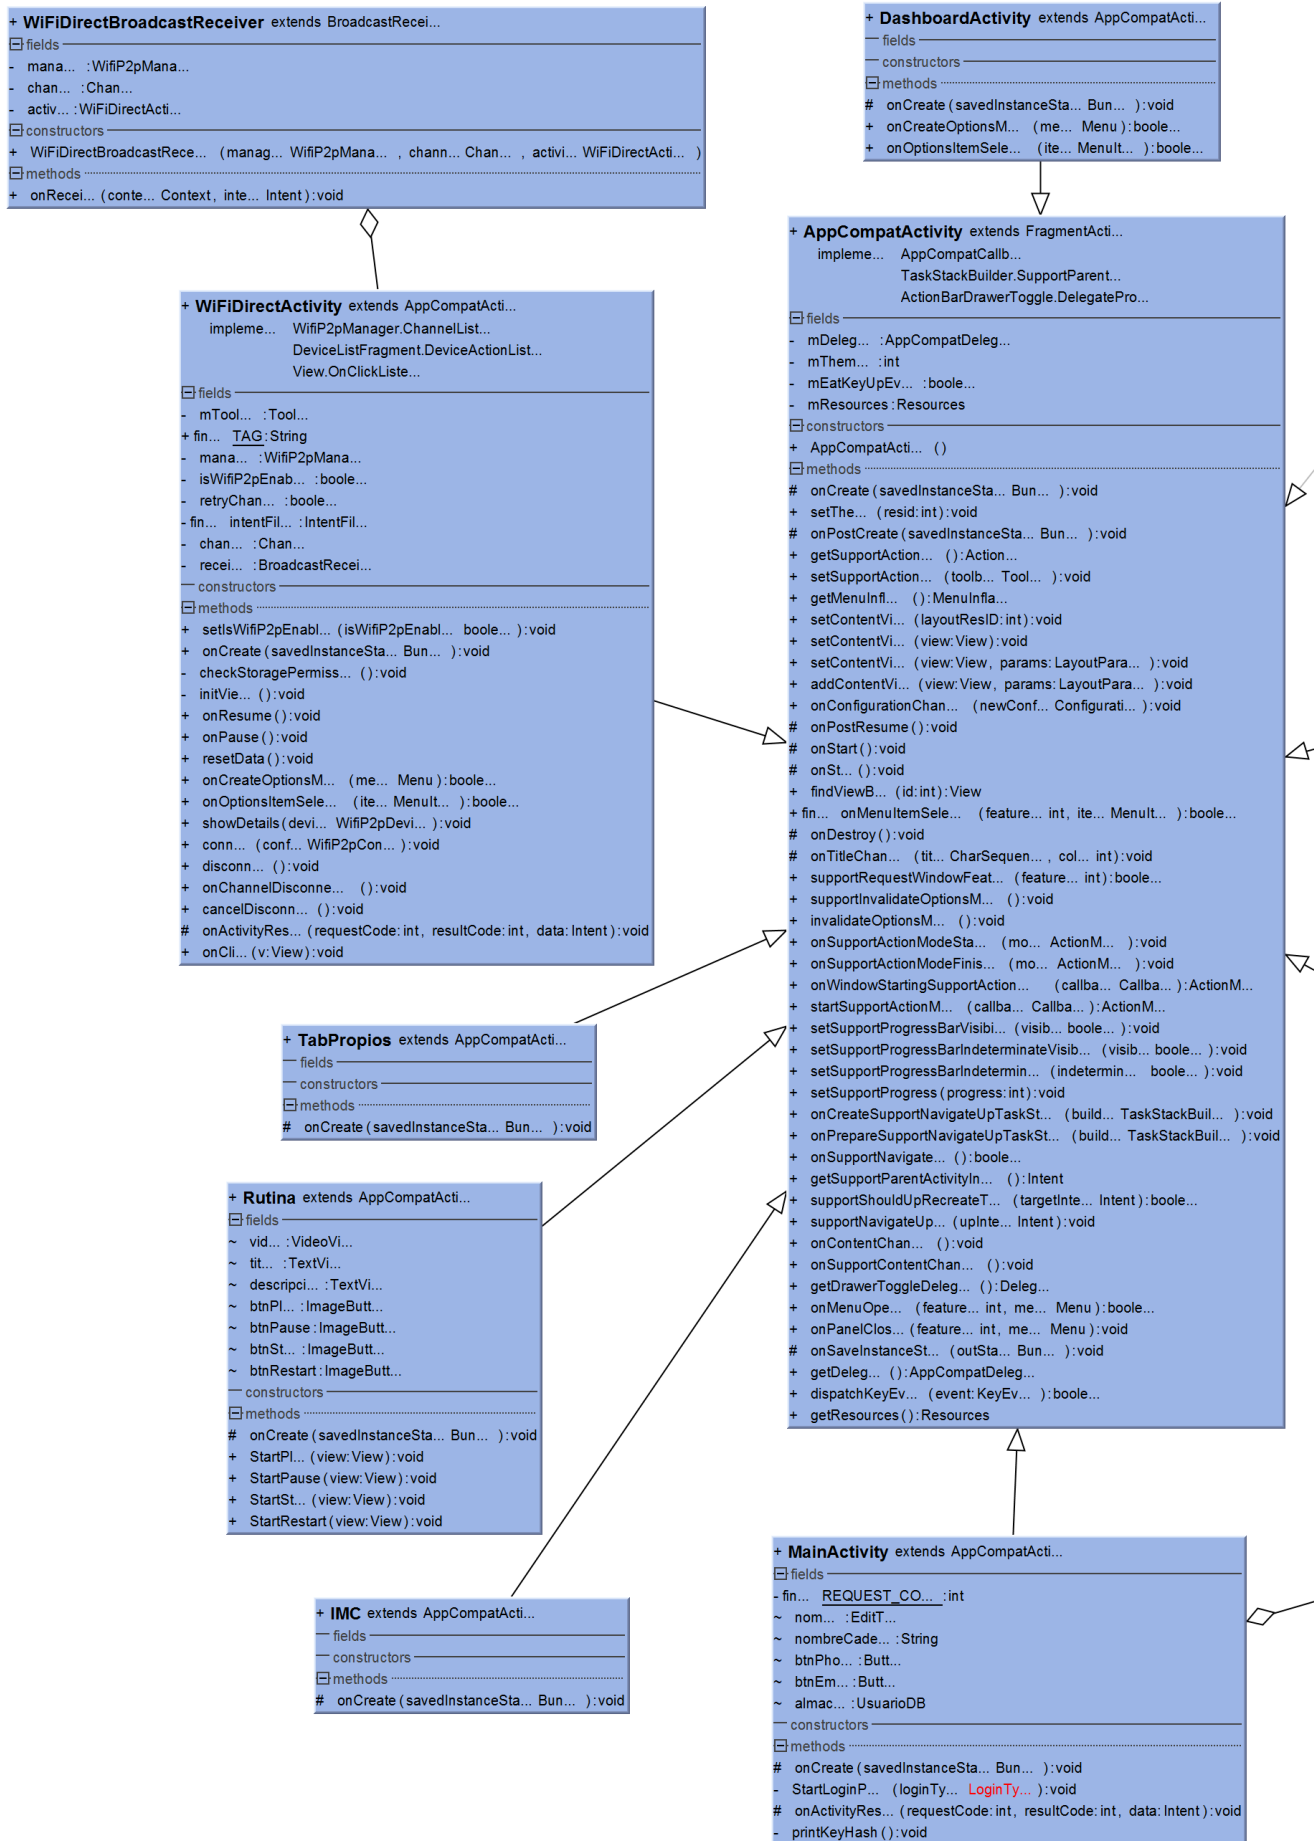 + WiFiDirectBroadcastReceiver extends BroadcastRecei...
fields
- mana... :WifiP2pMana...
- chan... :Chan...
- activ... :WiFiDirectActi...
constructors
+ WiFiDirectBroadcastRece... (manag... WifiP2pMana... , chann... Chan... , activi... WiFiDirectActi... )
methods
+ onRecei... (conte... Context, inte... Intent):void
+ DashboardActivity extends AppCompatActi...
fields
constructors
methods
# onCreate(savedInstanceSta... Bun... ):void
+ onCreateOptionsM... (me... Menu):boole...
+ onOptionsItemSele... (ite... MenuIt... ):boole...
+ WiFiDirectActivity extends AppCompatActi...
impleme... WifiP2pManager.ChannelList...
DeviceListFragment.DeviceActionList...
View.OnClickListe...
fields
- mTool... :Tool...
+ fin... TAG:String
- mana... :WifiP2pMana...
- isWifiP2pEnab... :boole...
- retryChan... :boole...
- fin... intentFil... :IntentFil...
- chan... :Chan...
- recei... :BroadcastRecei...
constructors
methods
+ setIsWifiP2pEnabl... (isWifiP2pEnabl... boole... ):void
+ onCreate(savedInstanceSta... Bun... ):void
- checkStoragePermiss... ():void
- initVie... ():void
+ onResume():void
+ onPause():void
+ resetData():void
+ onCreateOptionsM... (me... Menu):boole...
+ onOptionsItemSele... (ite... MenuIt... ):boole...
+ showDetails(devi... WifiP2pDevi... ):void
+ conn... (conf... WifiP2pCon... ):void
+ disconn... ():void
+ onChannelDisconne... ():void
+ cancelDisconn... ():void
# onActivityRes... (requestCode:int, resultCode:int, data:Intent):void
+ onCli... (v:View):void
+ AppCompatActivity extends FragmentActi...
impleme... AppCompatCallb...
TaskStackBuilder.SupportParent...
ActionBarDrawerToggle.DelegatePro...
fields
- mDeleg... :AppCompatDeleg...
- mThem... :int
- mEatKeyUpEv... :boole...
- mResources:Resources
constructors
+ AppCompatActi... ()
methods
# onCreate(savedInstanceSta... Bun... ):void
+ setThe... (resid:int):void
# onPostCreate(savedInstanceSta... Bun... ):void
+ getSupportAction... ():Action...
+ setSupportAction... (toolb... Tool... ):void
+ getMenuInfl... ():MenuInfla...
+ setContentVi... (layoutResID:int):void
+ setContentVi... (view:View):void
+ setContentVi... (view:View, params:LayoutPara... ):void
+ addContentVi... (view:View, params:LayoutPara... ):void
+ onConfigurationChan... (newConf... Configurati... ):void
# onPostResume():void
# onStart():void
# onSt... ():void
+ findViewB... (id:int):View
+ fin... onMenuItemSele... (feature... int, ite... MenuIt... ):boole...
# onDestroy():void
# onTitleChan... (tit... CharSequen... , col... int):void
+ supportRequestWindowFeat... (feature... int):boole...
+ supportInvalidateOptionsM... ():void
+ invalidateOptionsM... ():void
+ onSupportActionModeSta... (mo... ActionM... ):void
+ onSupportActionModeFinis... (mo... ActionM... ):void
+ onWindowStartingSupportAction... (callba... Callba... ):ActionM...
+ startSupportActionM... (callba... Callba... ):ActionM...
+ setSupportProgressBarVisibi... (visib... boole... ):void
+ setSupportProgressBarIndeterminateVisib... (visib... boole... ):void
+ setSupportProgressBarIndetermin... (indetermin... boole... ):void
+ setSupportProgress(progress:int):void
+ onCreateSupportNavigateUpTaskSt... (build... TaskStackBuil... ):void
+ onPrepareSupportNavigateUpTaskSt... (build... TaskStackBuil... ):void
+ onSupportNavigate... ():boole...
+ getSupportParentActivityIn... ():Intent
+ supportShouldUpRecreateT... (targetInte... Intent):boole...
+ supportNavigateUp... (upInte... Intent):void
+ onContentChan... ():void
+ onSupportContentChan... ():void
+ getDrawerToggleDeleg... ():Deleg...
+ onMenuOpe... (feature... int, me... Menu):boole...
+ onPanelClos... (feature... int, me... Menu):void
# onSaveInstanceSt... (outSta... Bun... ):void
+ getDeleg... ():AppCompatDeleg...
+ dispatchKeyEv... (event:KeyEv... ):boole...
+ getResources():Resources
+ TabPropios extends AppCompatActi...
fields
constructors
methods
# onCreate(savedInstanceSta... Bun... ):void
+ Rutina extends AppCompatActi...
fields
~ vid... :VideoVi...
~ tit... :TextVi...
~ descripci... :TextVi...
~ btnPl... :ImageButt...
~ btnPause:ImageButt...
~ btnSt... :ImageButt...
~ btnRestart:ImageButt...
constructors
methods
# onCreate(savedInstanceSta... Bun... ):void
+ StartPl... (view:View):void
+ StartPause(view:View):void
+ StartSt... (view:View):void
+ StartRestart(view:View):void
+ IMC extends AppCompatActi...
fields
constructors
methods
# onCreate(savedInstanceSta... Bun... ):void
+ MainActivity extends AppCompatActi...
fields
- fin... REQUEST_CO... :int
~ nom... :EditT...
~ nombreCade... :String
~ btnPho... :Butt...
~ btnEm... :Butt...
~ almac... :UsuarioDB
constructors
methods
# onCreate(savedInstanceSta... Bun... ):void
- StartLoginP... (loginTy... LoginTy... ):void
# onActivityRes... (requestCode:int, resultCode:int, data:Intent):void
- printKeyHash():void